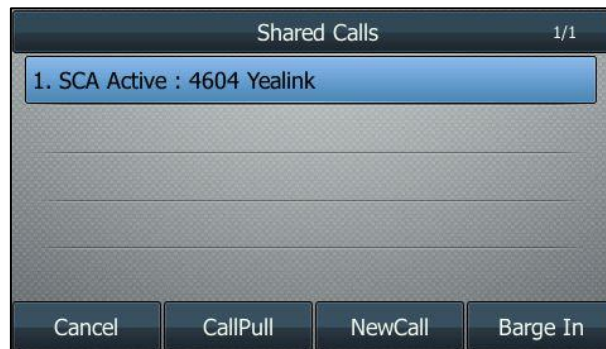 Shared Calls 1/1
1. SCA Active : 4604 Yealink
Cancel CallPull NewCall Barge In